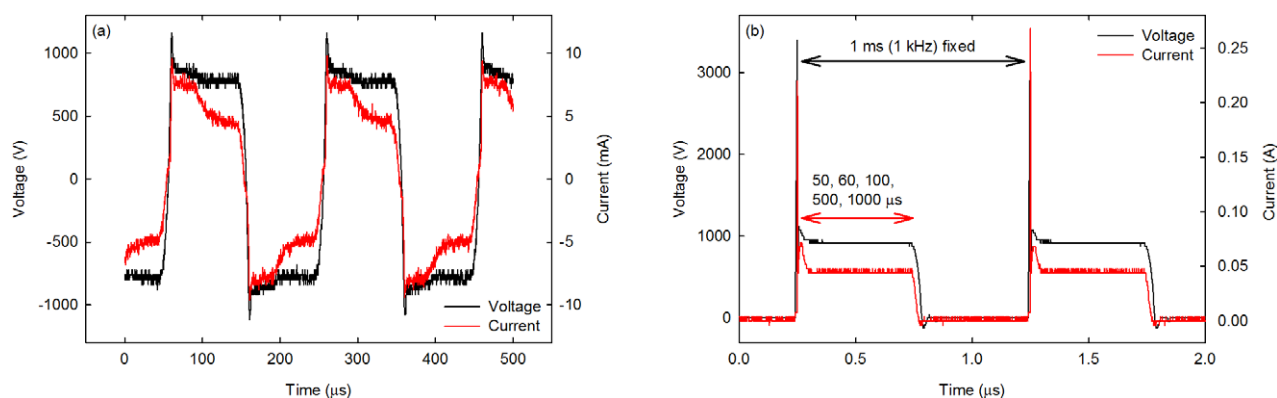 (a)
1000
500
0
-500
-1000
Voltage (V)
10
5
0
-5
-10
Current (mA)
Voltage
Current
0
100
200
300
400
500
Time (μs)
(b)
Voltage
Current
1 ms (1 kHz) fixed
50, 60, 100,
500, 1000 μs
3000
2000
1000
0
Voltage (V)
0.25
0.20
0.15
0.10
0.05
0.00
Current (A)
0.0
0.5
1.0
1.5
2.0
Time (μs)